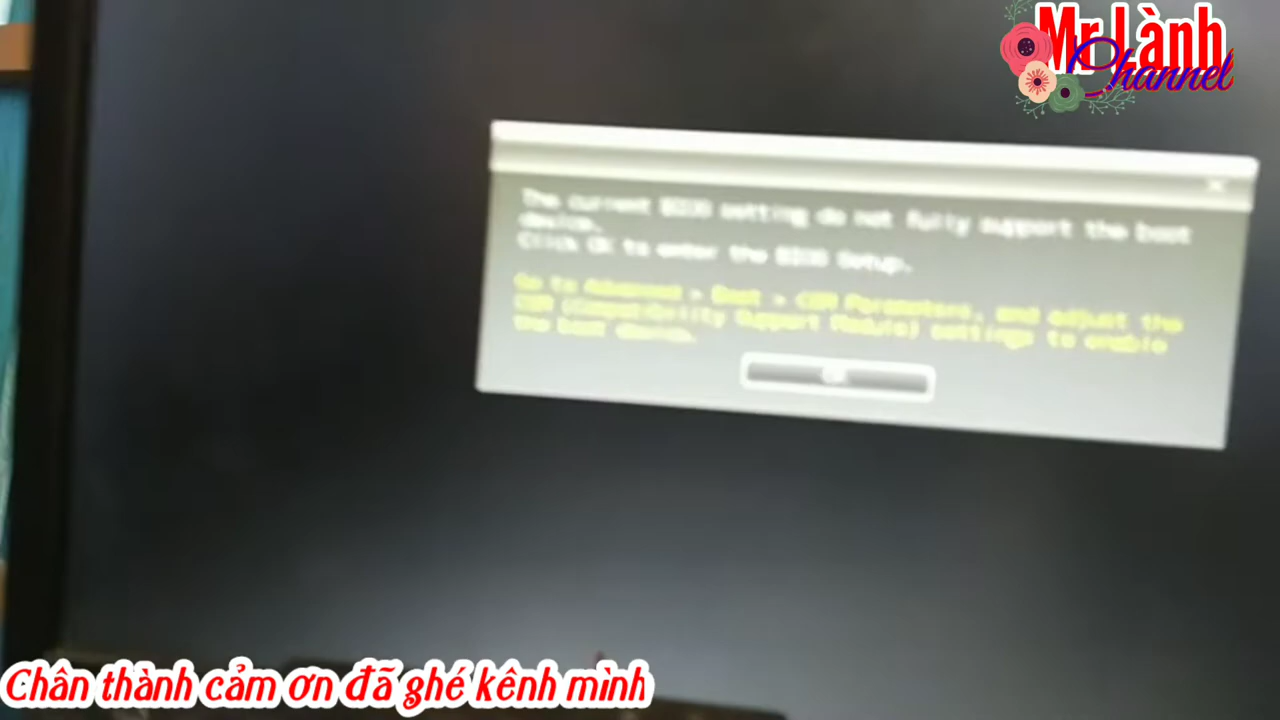 Mr Lành
Channel
The current BIOS setting do not fully support the boot
device.
Click OK to enter the BIOS Setup.
Go to Advanced > Boot > CSM Parameters, and adjust the
CSM (Compatibility Support Module) settings to enable
the boot device.
OK
Chân thành cảm ơn đã ghé kênh mình